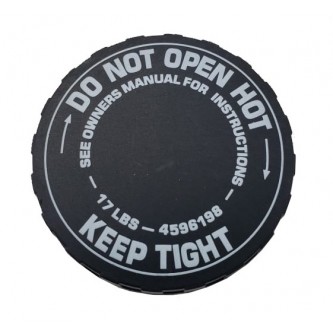 DO NOT OPEN HOT
SEE OWNERS MANUAL FOR INSTRUCTIONS
— 17 LBS — 4596198 —
KEEP TIGHT